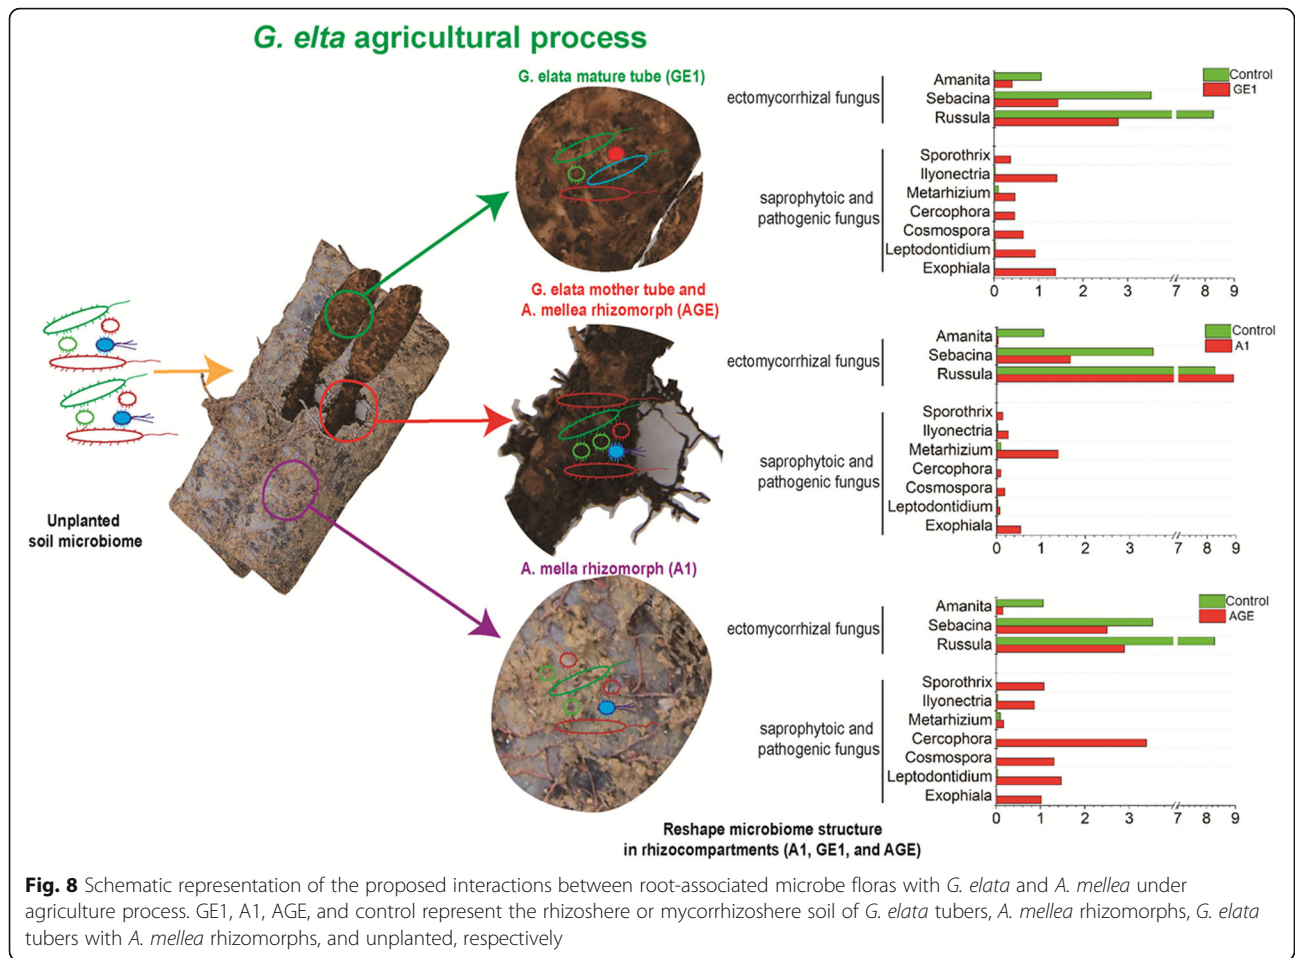 G. elta agricultural process
G. elata mature tube (GE1)
G. elata mother tube and
A. mellea rhizomorph (AGE)
A. mella rhizomorph (A1)
Unplanted
soil microbiome
ectomycorrhizal fungus
Amanita
Sebacina
Russula
saprophytoic and
pathogenic fungus
Sporothrix
Ilyonectria
Metarhizium
Cercophora
Cosmospora
Leptodontidium
Exophiala
0 1 2 3 7 8 9
Control
GE1
ectomycorrhizal fungus
Amanita
Sebacina
Russula
saprophytoic and
pathogenic fungus
Sporothrix
Ilyonectria
Metarhizium
Cercophora
Cosmospora
Leptodontidium
Exophiala
0 1 2 3 7 8 9
Control
A1
ectomycorrhizal fungus
Amanita
Sebacina
Russula
saprophytoic and
pathogenic fungus
Sporothrix
Ilyonectria
Metarhizium
Cercophora
Cosmospora
Leptodontidium
Exophiala
0 1 2 3 7 8 9
Control
AGE
Reshape microbiome structure
in rhizocompartments (A1, GE1, and AGE)
Fig. 8 Schematic representation of the proposed interactions between root-associated microbe floras with G. elata and A. mellea under
agriculture process. GE1, A1, AGE, and control represent the rhizoshere or mycorrhizoshere soil of G. elata tubers, A. mellea rhizomorphs, G. elata
tubers with A. mellea rhizomorphs, and unplanted, respectively